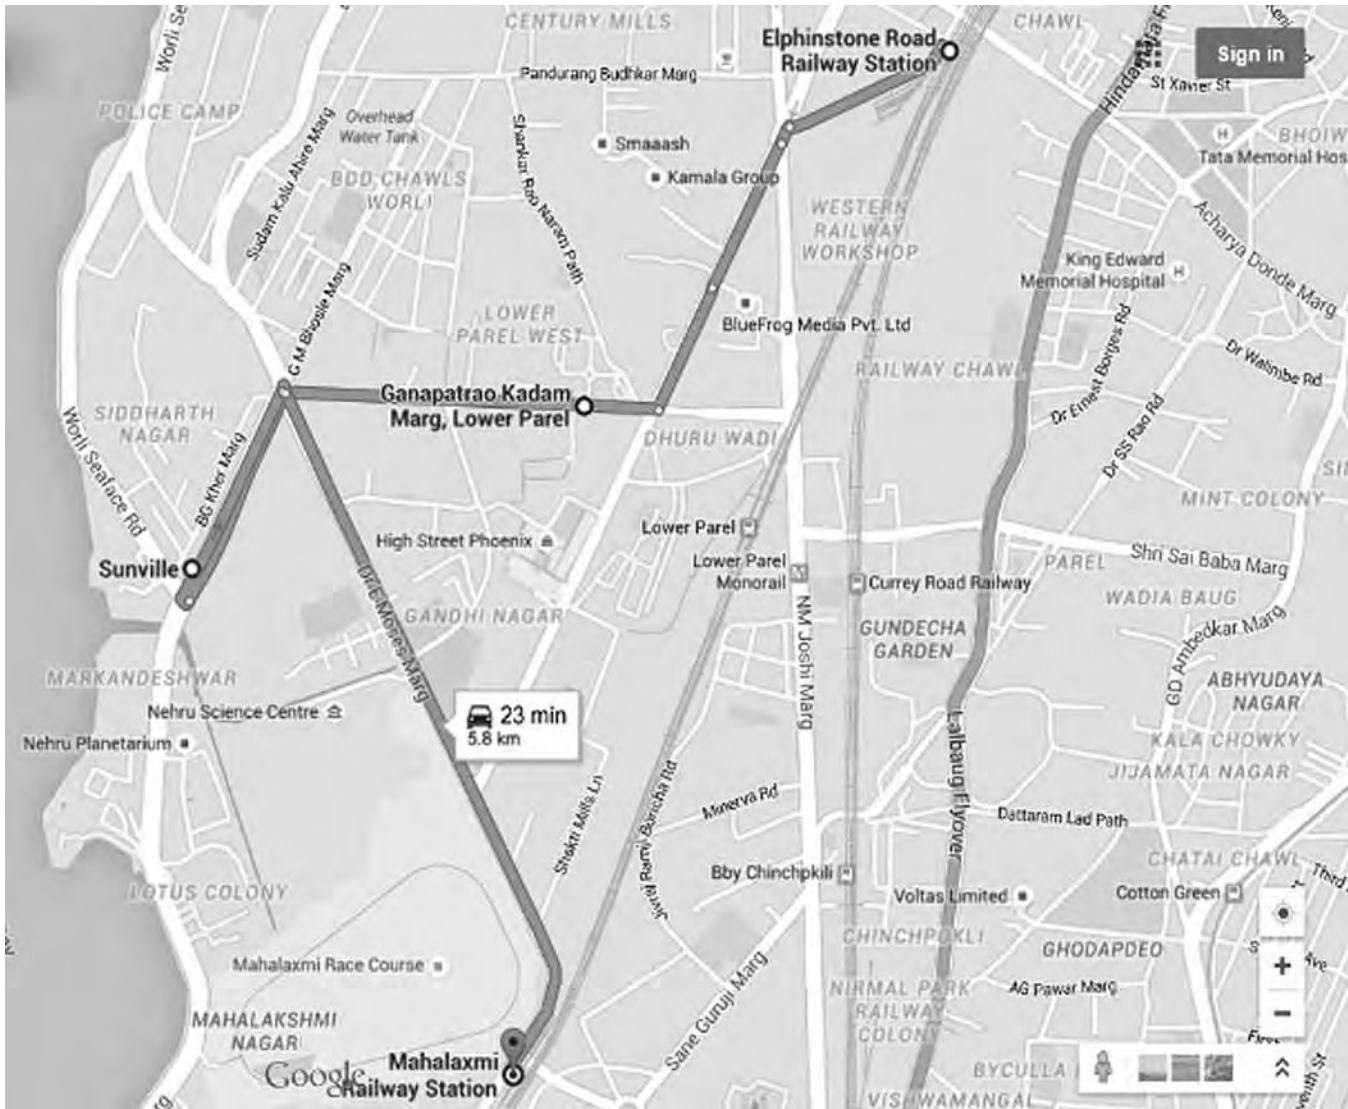 CENTURY MILLS
CHAWL
Elphinstone Road
Railway Station
Sign in
Worli Se
Pandurang Budhkar Marg
St Xavier St
POLICE CAMP
Overhead
Water Tank
Smaaash
Kamala Group
Tata Memorial Hos
BDD CHAWLS
WORLI
Sudam Kalu Ahire Marg
Shankar Rao Naram Path
WESTERN
RAILWAY
WORKSHOP
Acharya Donde Marg
King Edward
Memorial Hospital
G M Bhosle Marg
LOWER
PAREL WEST
BlueFrog Media Pvt. Ltd
Dr Ernest Borges Rd
Dr Walimbe Rd
RAILWAY CHAWL
Ganapatrao Kadam
Marg, Lower Parel
SIDDHARTH
NAGAR
DHURU WADI
Dr SS Rao Rd
Worli Seaface Rd
BG Kher Marg
MINT COLONY
High Street Phoenix
Lower Parel
Lower Parel
Monorail
Currey Road Railway
PAREL
Shri Sai Baba Marg
Sunville
Dr E Moses Marg
GANDHI NAGAR
WADIA BAUG
NM Joshi Marg
GUNDECHA
GARDEN
GD Ambedkar Marg
MARKANDESHWAR
ABHYUDAYA
NAGAR
Nehru Science Centre
23 min
5.8 km
Nehru Planetarium
KALA CHOWKY
JIJAMATA NAGAR
Lalbaug Flyover
Shakti Mills Ln
Minerva Rd
Dattaram Lad Path
Bby Chinchpkili
CHATAI CHAWL
Cotton Green
Third
LOTUS COLONY
Voltas Limited
CHINCHPOKLI
GHODAPDEO
Ave
Mahalaxmi Race Course
Sane Guruji Marg
NIRMAL PARK
RAILWAY
COLONY
AG Pawar Marg
MAHALAKSHMI
NAGAR
Mahalaxmi
Railway Station
Google
BYCULLA
VISHWAMANGAL